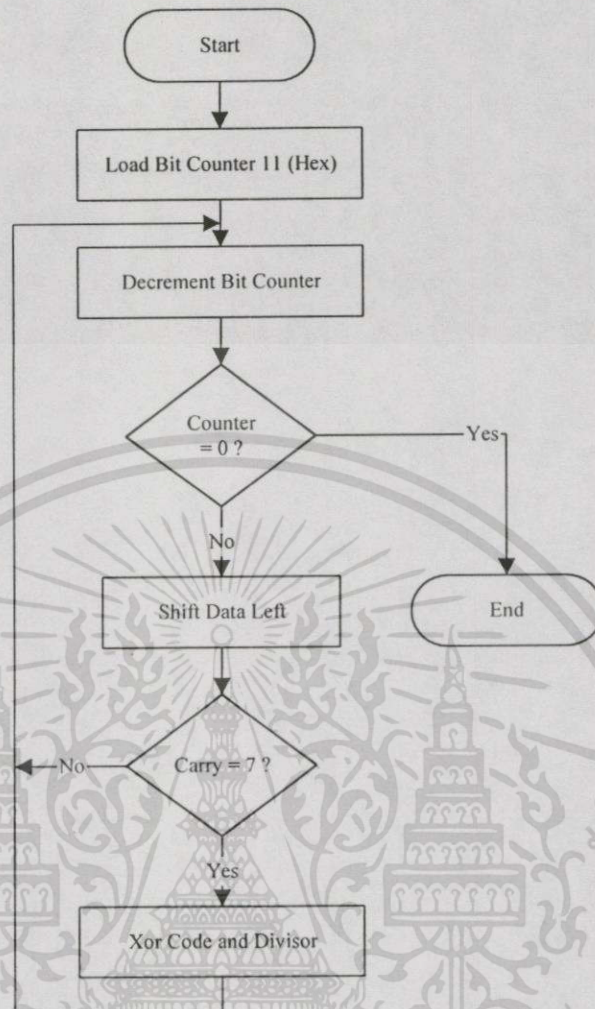 Start
Load Bit Counter 11 (Hex)
Decrement Bit Counter
Counter
= 0 ?
Yes
No
Shift Data Left
End
Carry = 7 ?
No
Yes
Xor Code and Divisor